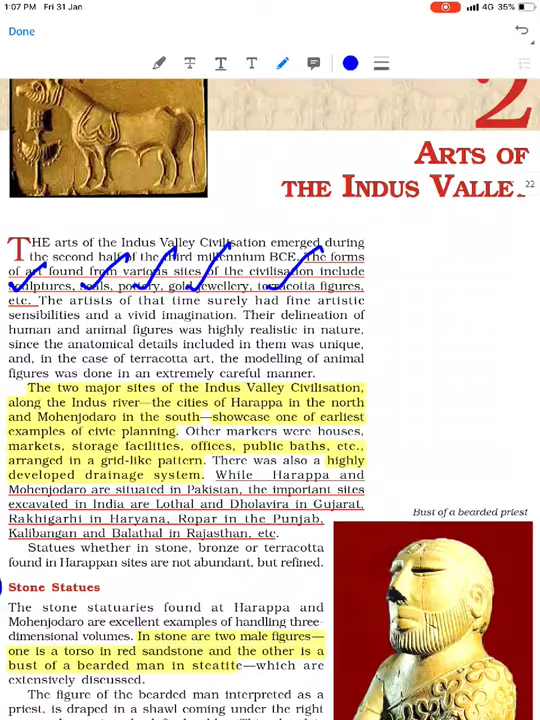 1:07 PM Fri 31 Jan
4G 35%
Done
2
ARTS OF
THE INDUS VALLE
22
THE arts of the Indus Valley Civilisation emerged during
the second half of the third millennium BCE. The forms
of art found from various sites of the civilisation include
sculptures, seals, pottery, gold jewellery, terracotta figures,
etc. The artists of that time surely had fine artistic
sensibilities and a vivid imagination. Their delineation of
human and animal figures was highly realistic in nature,
since the anatomical details included in them was unique,
and, in the case of terracotta art, the modelling of animal
figures was done in an extremely careful manner.
The two major sites of the Indus Valley Civilisation,
along the Indus river—the cities of Harappa in the north
and Mohenjodaro in the south—showcase one of earliest
examples of civic planning. Other markers were houses,
markets, storage facilities, offices, public baths, etc.,
arranged in a grid-like pattern. There was also a highly
developed drainage system. While Harappa and
Mohenjodaro are situated in Pakistan, the important sites
excavated in India are Lothal and Dholavira in Gujarat,
Rakhigarhi in Haryana, Ropar in the Punjab,
Kalibangan and Balathal in Rajasthan, etc.
Statues whether in stone, bronze or terracotta
found in Harappan sites are not abundant, but refined.
Bust of a bearded priest
Stone Statues
The stone statuaries found at Harappa and
Mohenjodaro are excellent examples of handling three-
dimensional volumes. In stone are two male figures—
one is a torso in red sandstone and the other is a
bust of a bearded man in steatite—which are
extensively discussed.
The figure of the bearded man interpreted as a
priest, is draped in a shawl coming under the right